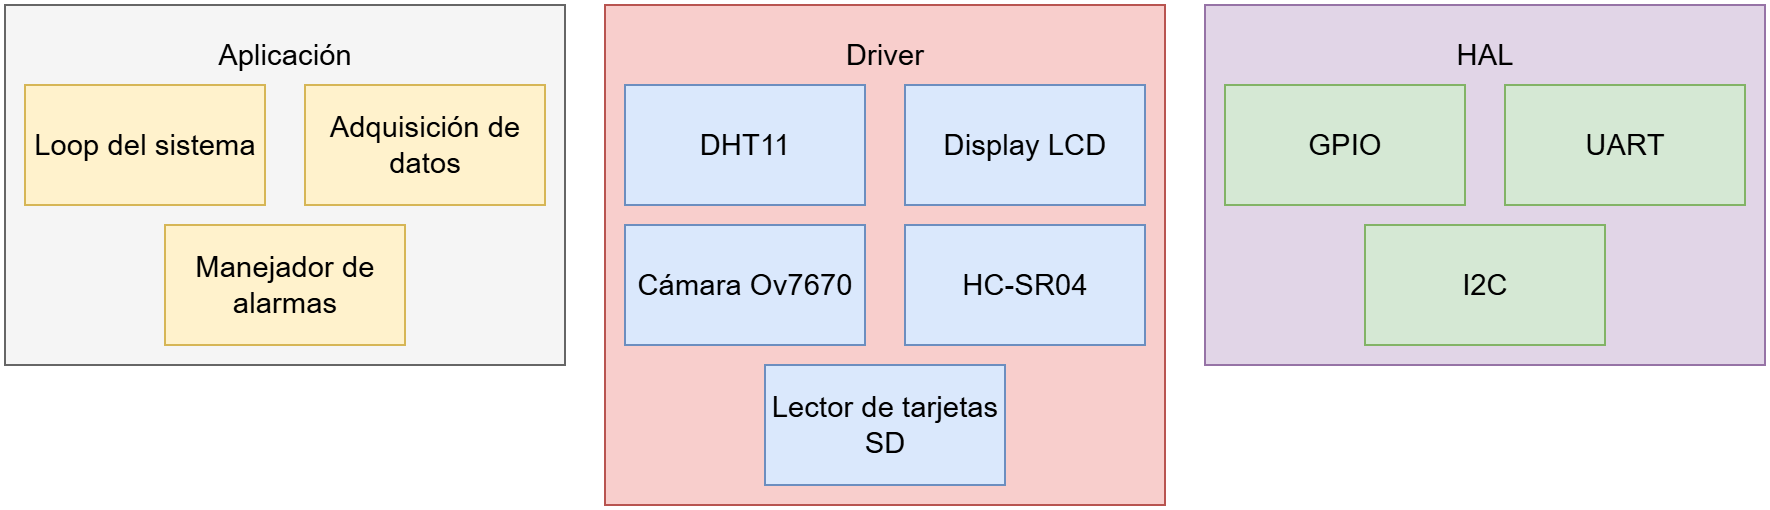 Aplicación
Loop del sistema
Adquisición de
datos
Manejador de
alarmas
Driver
DHT11
Display LCD
Cámara Ov7670
HC-SR04
Lector de tarjetas
SD
HAL
GPIO
UART
I2C